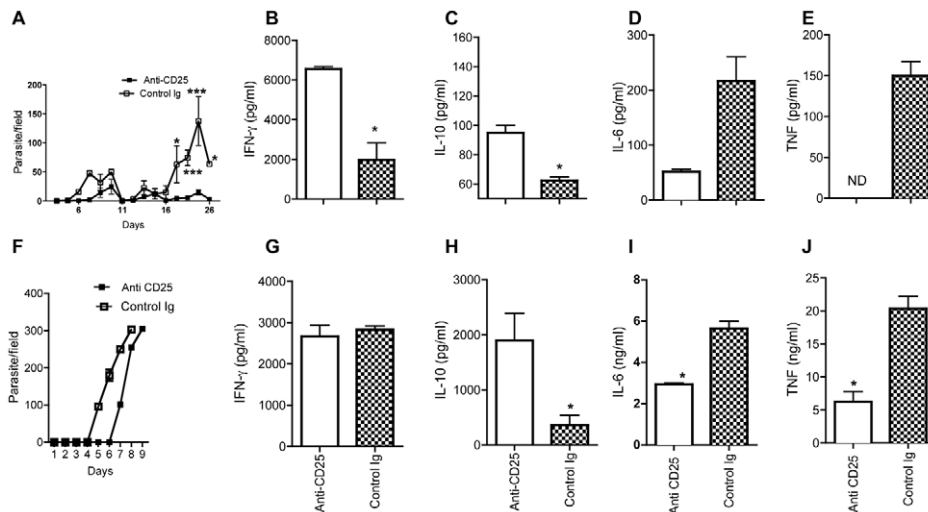 A
Anti-CD25
Control Ig
Parasite/field
200
150
100
50
0
***
*
***
*
6
11
16
26
Days
B
IFN-γ (pg/ml)
8000
6000
4000
2000
0
*
C
IL-10 (pg/ml)
140
120
100
80
60
*
D
IL-6 (pg/ml)
300
200
100
0
E
TNF (pg/ml)
200
150
100
50
0
ND
F
Anti CD25
Control Ig
Parasite/field
400
300
200
100
0
1 2 3 4 5 6 7 8 9
Days
G
IFN-γ (pg/ml)
4000
3000
2000
1000
0
Anti-CD25
Control Ig
H
IL-10 (pg/ml)
3000
2000
1000
0
*
Anti-CD25
Control Ig
I
IL-6 (ng/ml)
8
6
4
2
0
*
Anti CD25
Control Ig
J
TNF (ng/ml)
25
20
15
10
5
0
*
Anti CD25
Control Ig